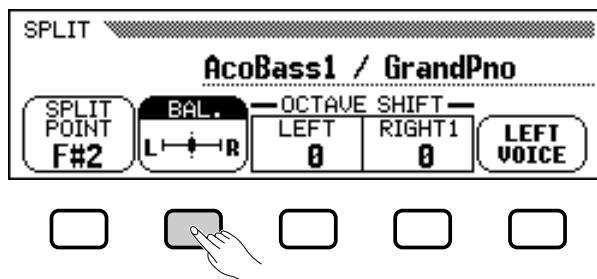 SPLIT
AcoBass1 / GrandPno
SPLIT POINT F#2
BAL. L R
OCTAVE SHIFT
LEFT 0
RIGHT1 0
LEFT VOICE